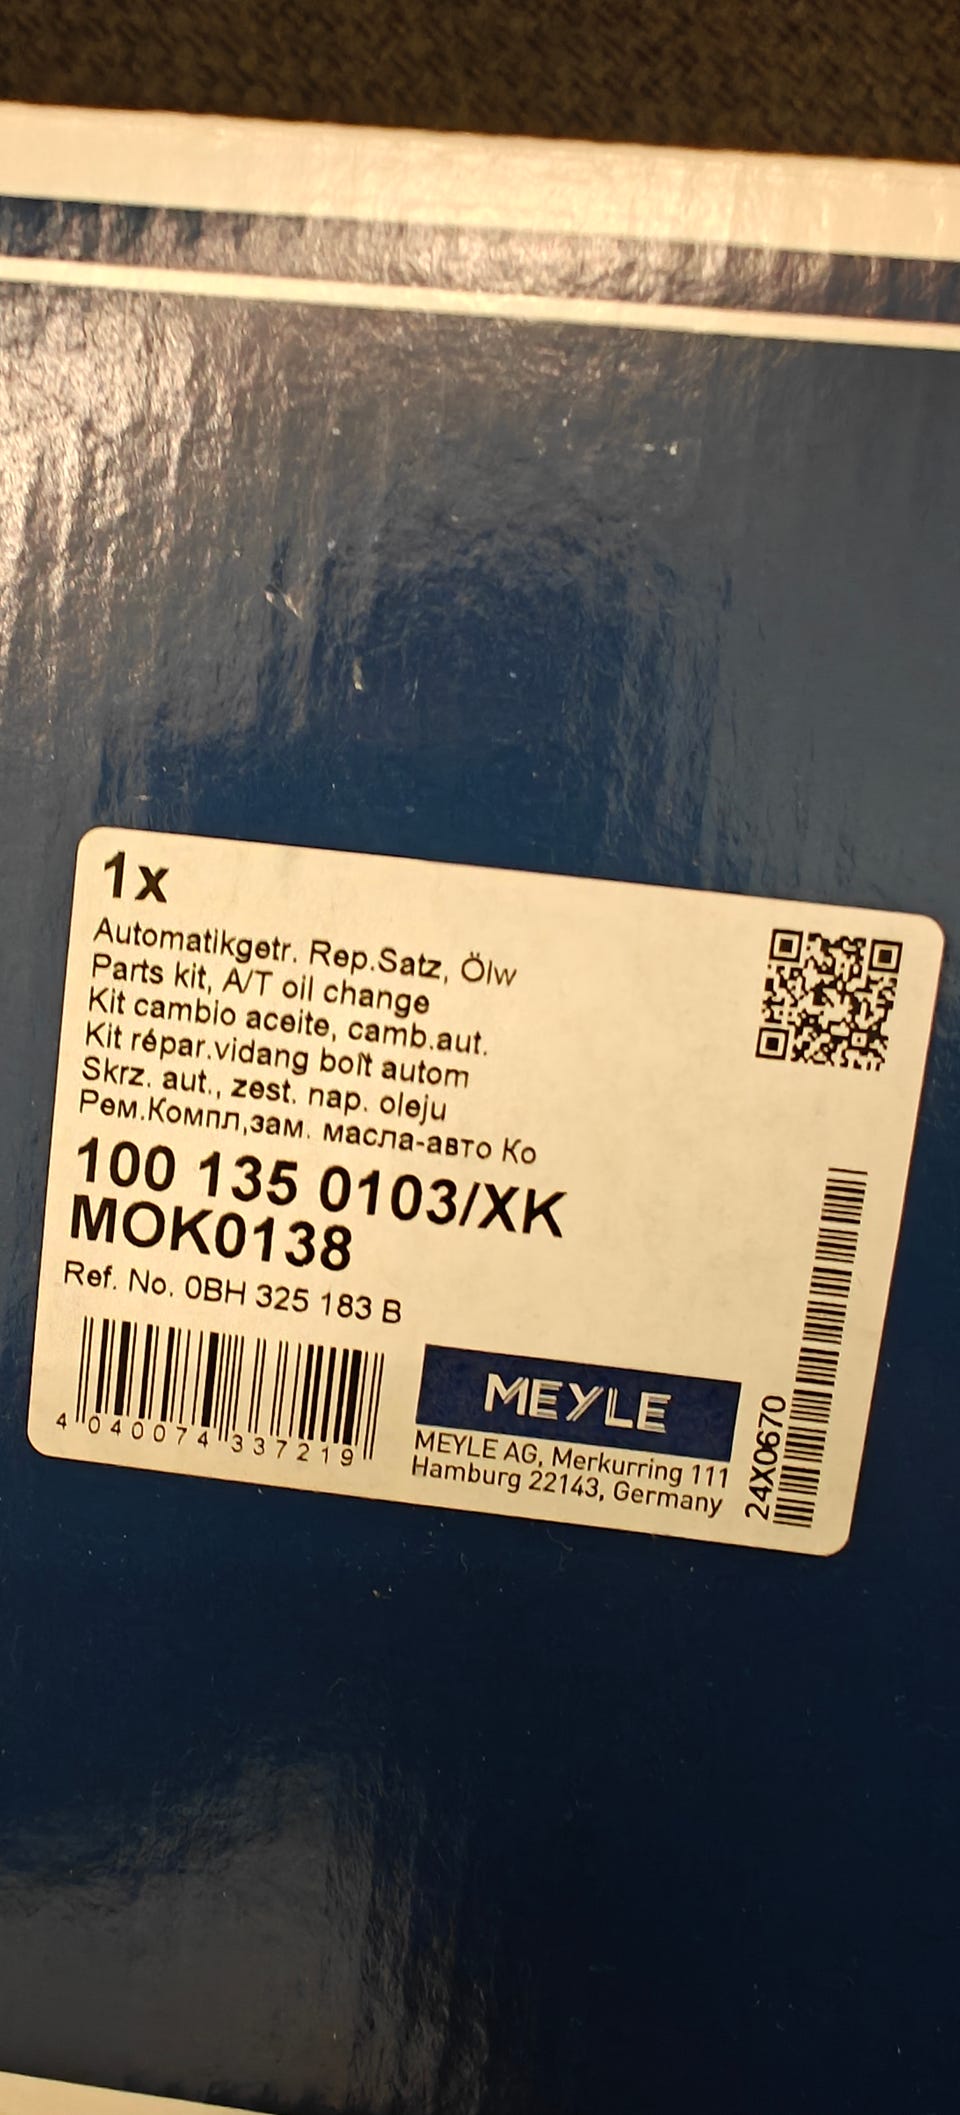 1x
Automatikgetr. Rep.Satz, Ölw
Parts kit, A/T oil change
Kit cambio aceite, camb.aut.
Kit répar.vidang boît autom
Skrz. aut., zest. nap. oleju
Рем.Компл,зам. масла-авто Ко
100 135 0103/XK
MOK0138
Ref. No. 0BH 325 183 B
4 040074 337219
MEYLE
MEYLE AG, Merkurring 111
Hamburg 22143, Germany
24X0670